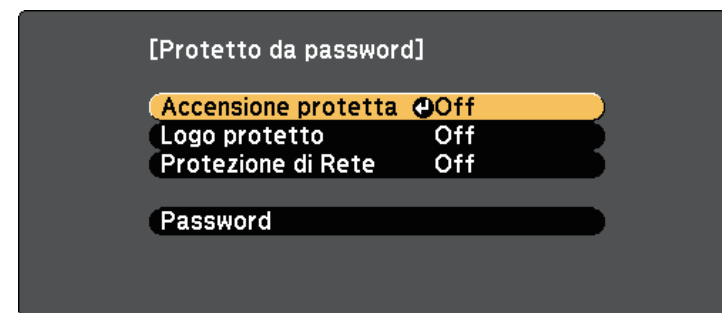 [Protetto da password]
Accensione protetta Off
Logo protetto Off
Protezione di Rete Off
Password